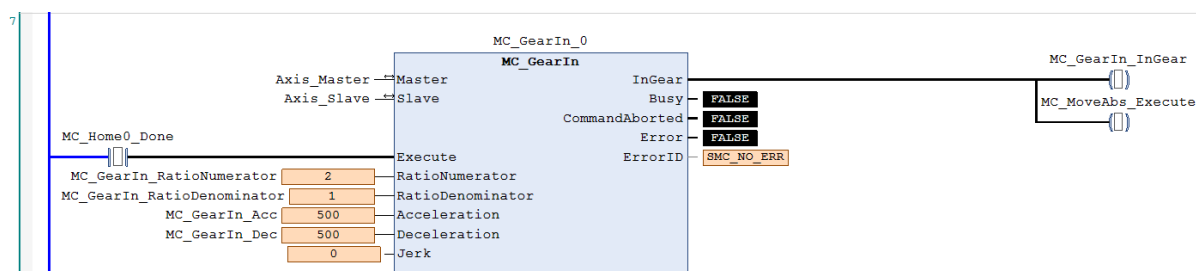 7
MC_GearIn_0
MC_GearIn
MC_GearIn_InGear
Axis_Master Master InGear
Axis_Slave Slave Busy FALSE
MC_MoveAbs_Execute
CommandAborted FALSE
MC_Home0_Done Error FALSE
Execute ErrorID SMC_NO_ERR
MC_GearIn_RatioNumerator 2 RatioNumerator
MC_GearIn_RatioDenominator 1 RatioDenominator
MC_GearIn_Acc 500 Acceleration
MC_GearIn_Dec 500 Deceleration
0 Jerk